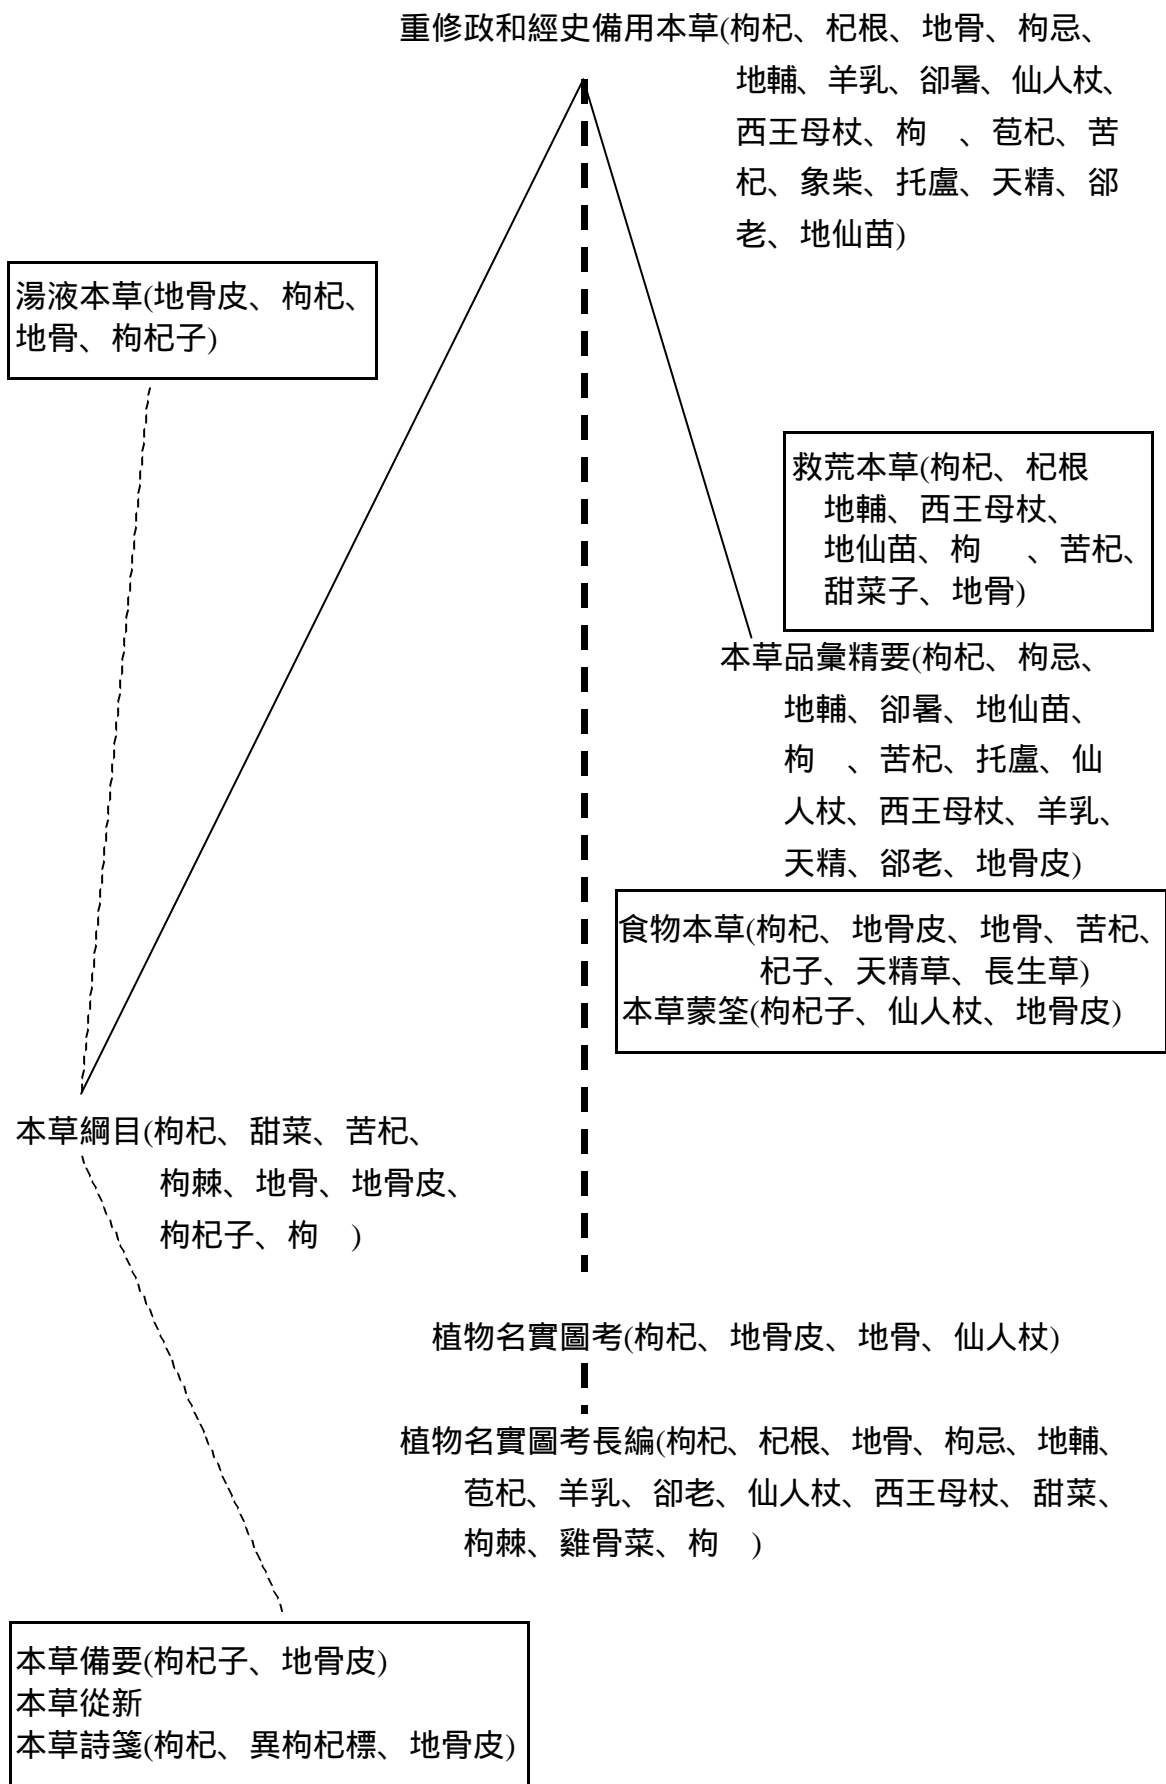 重修政和經史備用本草(枸杞、杞根、地骨、枸忌、
地輔、羊乳、卻暑、仙人杖、
西王母杖、枸　、苞杞、苦
杞、象柴、托盧、天精、郤
老、地仙苗)
湯液本草(地骨皮、枸杞、
地骨、枸杞子)
救荒本草(枸杞、杞根
地輔、西王母杖、
地仙苗、枸　、苦杞、
甜菜子、地骨)
本草品彙精要(枸杞、枸忌、
地輔、卻暑、地仙苗、
枸　、苦杞、托盧、仙
人杖、西王母杖、羊乳、
天精、郤老、地骨皮)
食物本草(枸杞、地骨皮、地骨、苦杞、
杞子、天精草、長生草)
本草蒙筌(枸杞子、仙人杖、地骨皮)
本草綱目(枸杞、甜菜、苦杞、
枸棘、地骨、地骨皮、
枸杞子、枸　)
植物名實圖考(枸杞、地骨皮、地骨、仙人杖)
植物名實圖考長編(枸杞、杞根、地骨、枸忌、地輔、
苞杞、羊乳、卻老、仙人杖、西王母杖、甜菜、
枸棘、雞骨菜、枸　)
本草備要(枸杞子、地骨皮)
本草從新
本草詩箋(枸杞、異枸杞標、地骨皮)